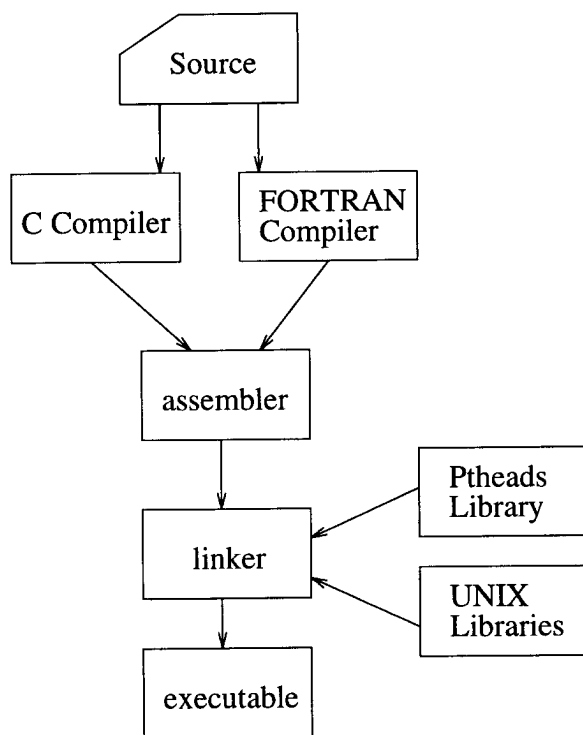 Source
C Compiler
FORTRAN
Compiler
assembler
Ptheads
Library
linker
UNIX
Libraries
executable